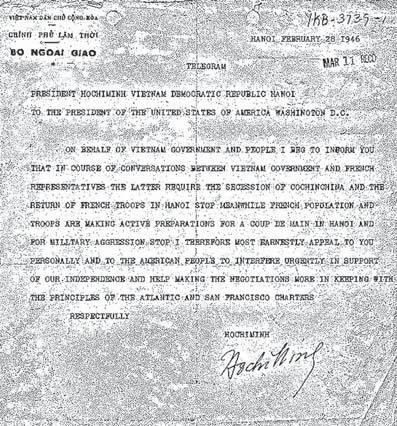 VIỆT-NAM DÂN CHỦ CỘNG HÒA
CHÍNH PHỦ LÂM THỜI
BỘ NGOẠI GIAO
HANOI FEBRUARY 28 1946
MAR 11 RECD
TELEGRAM
PRESIDENT HOCHIMINH VIETNAM DEMOCRATIC REPUBLIC HANOI
TO THE PRESIDENT OF THE UNITED STATES OF AMERICA WASHINGTON D.C.
ON BEHALF OF VIETNAM GOVERNMENT AND PEOPLE I BEG TO INFORM YOU
THAT IN COURSE OF CONVERSATIONS BETWEEN VIETNAM GOVERNMENT AND FRENCH
REPRESENTATIVES THE LATTER REQUIRE THE SECESSION OF COCHINCHINA AND THE
RETURN OF FRENCH TROOPS IN HANOI STOP MEANWHILE FRENCH POPULATION AND
TROOPS ARE MAKING ACTIVE PREPARATIONS FOR A COUP DE MAIN IN HANOI AND
FOR MILITARY AGGRESSION STOP I THEREFORE MOST EARNESTLY APPEAL TO YOU
PERSONALLY AND TO THE AMERICAN PEOPLE TO INTERFERE URGENTLY IN SUPPORT
OF OUR INDEPENDENCE AND HELP MAKING THE NEGOTIATIONS MORE IN KEEPING WITH
THE PRINCIPLES OF THE ATLANTIC AND SAN FRANCISCO CHARTERS
RESPECTFULLY
HOCHIMINH
Hochiminh